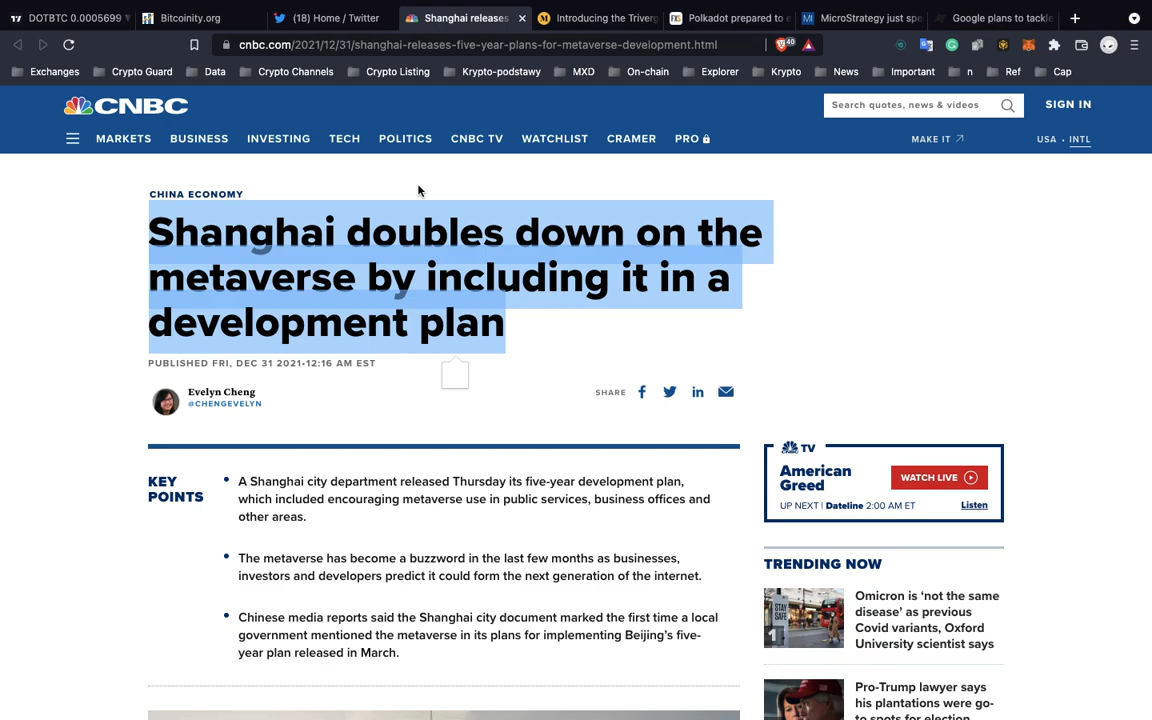 DOTBTC 0.0005699
Bitcoinity.org
(18) Home / Twitter
Shanghai releases
Introducing the Triverg
Polkadot prepared to e
MicroStrategy just spe
Google plans to tackle
cnbc.com/2021/12/31/shanghai-releases-five-year-plans-for-metaverse-development.html
40
Exchanges
Crypto Guard
Data
Crypto Channels
Crypto Listing
Krypto-podstawy
MXD
On-chain
Explorer
Krypto
News
Important
n
Ref
Cap
CNBC
Search quotes, news & videos
SIGN IN
MARKETS
BUSINESS
INVESTING
TECH
POLITICS
CNBC TV
WATCHLIST
CRAMER
PRO
MAKE IT
USA • INTL
CHINA ECONOMY
Shanghai doubles down on the
metaverse by including it in a
development plan
PUBLISHED FRI, DEC 31 2021•12:16 AM EST
Evelyn Cheng
@CHENGEVELYN
SHARE
KEY
POINTS
A Shanghai city department released Thursday its five-year development plan,
which included encouraging metaverse use in public services, business offices and
other areas.
The metaverse has become a buzzword in the last few months as businesses,
investors and developers predict it could form the next generation of the internet.
Chinese media reports said the Shanghai city document marked the first time a local
government mentioned the metaverse in its plans for implementing Beijing's five-
year plan released in March.
TV
American
Greed
WATCH LIVE
UP NEXT | Dateline 2:00 AM ET
Listen
TRENDING NOW
STAY
SAFE
1
Omicron is 'not the same
disease' as previous
Covid variants, Oxford
University scientist says
Pro-Trump lawyer says
his plantations were go-
to spots for election